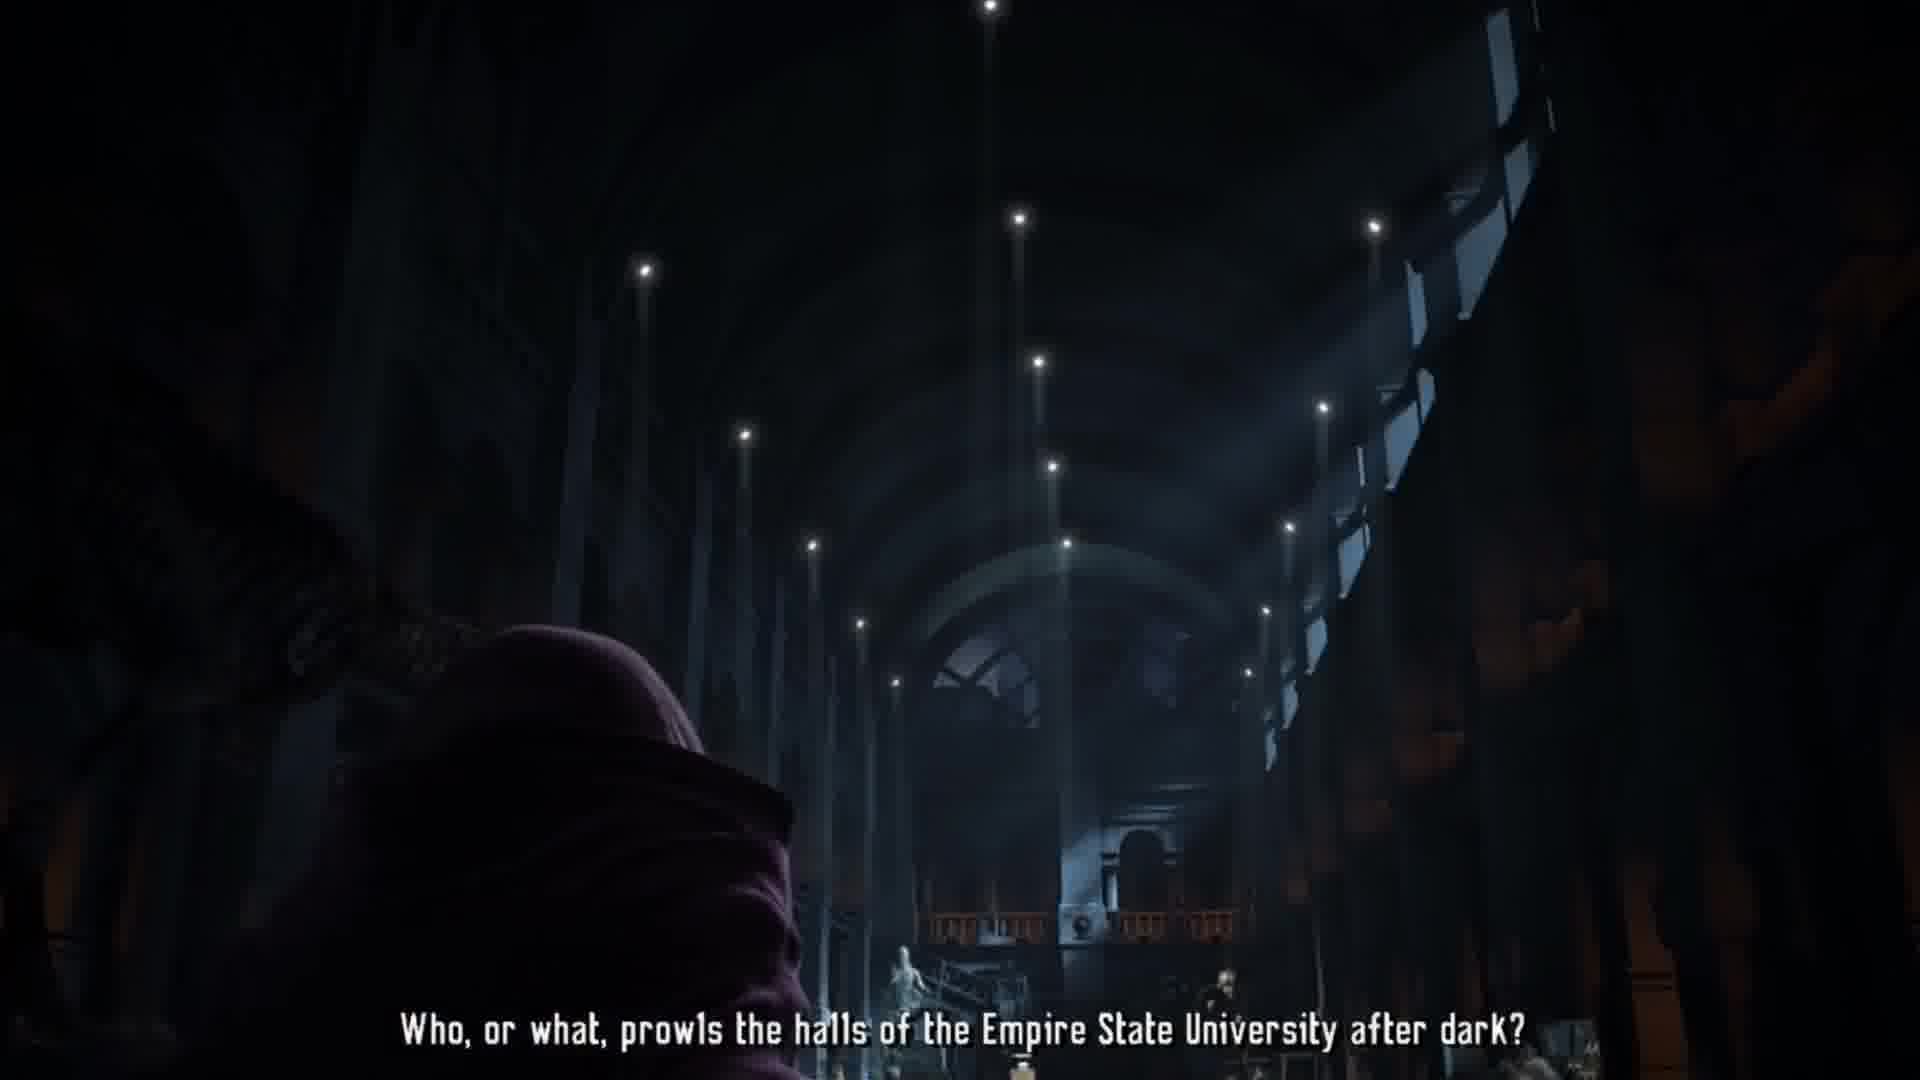 Who, or what, prowls the halls of the Empire State University after dark?